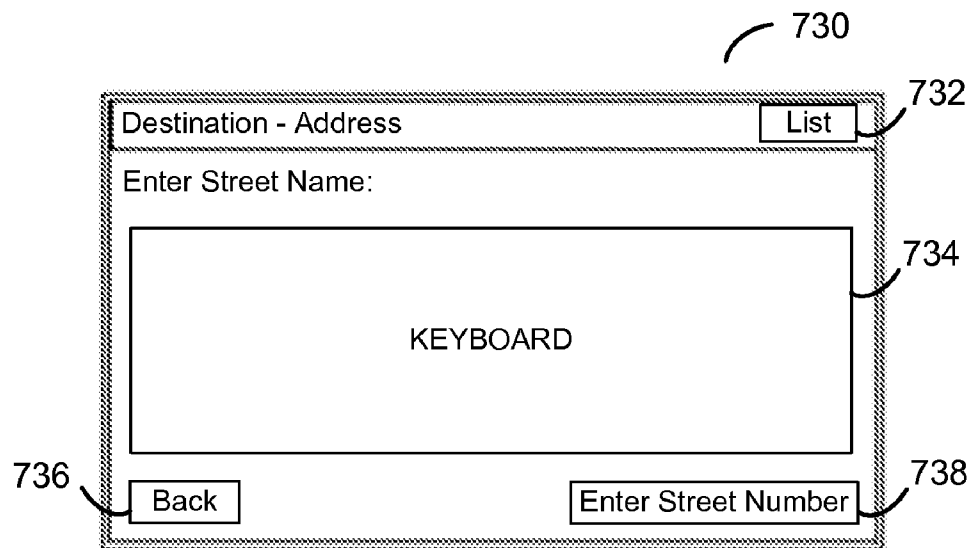 730
Destination - Address
List
732
Enter Street Name:
734
KEYBOARD
736
Back
Enter Street Number
738